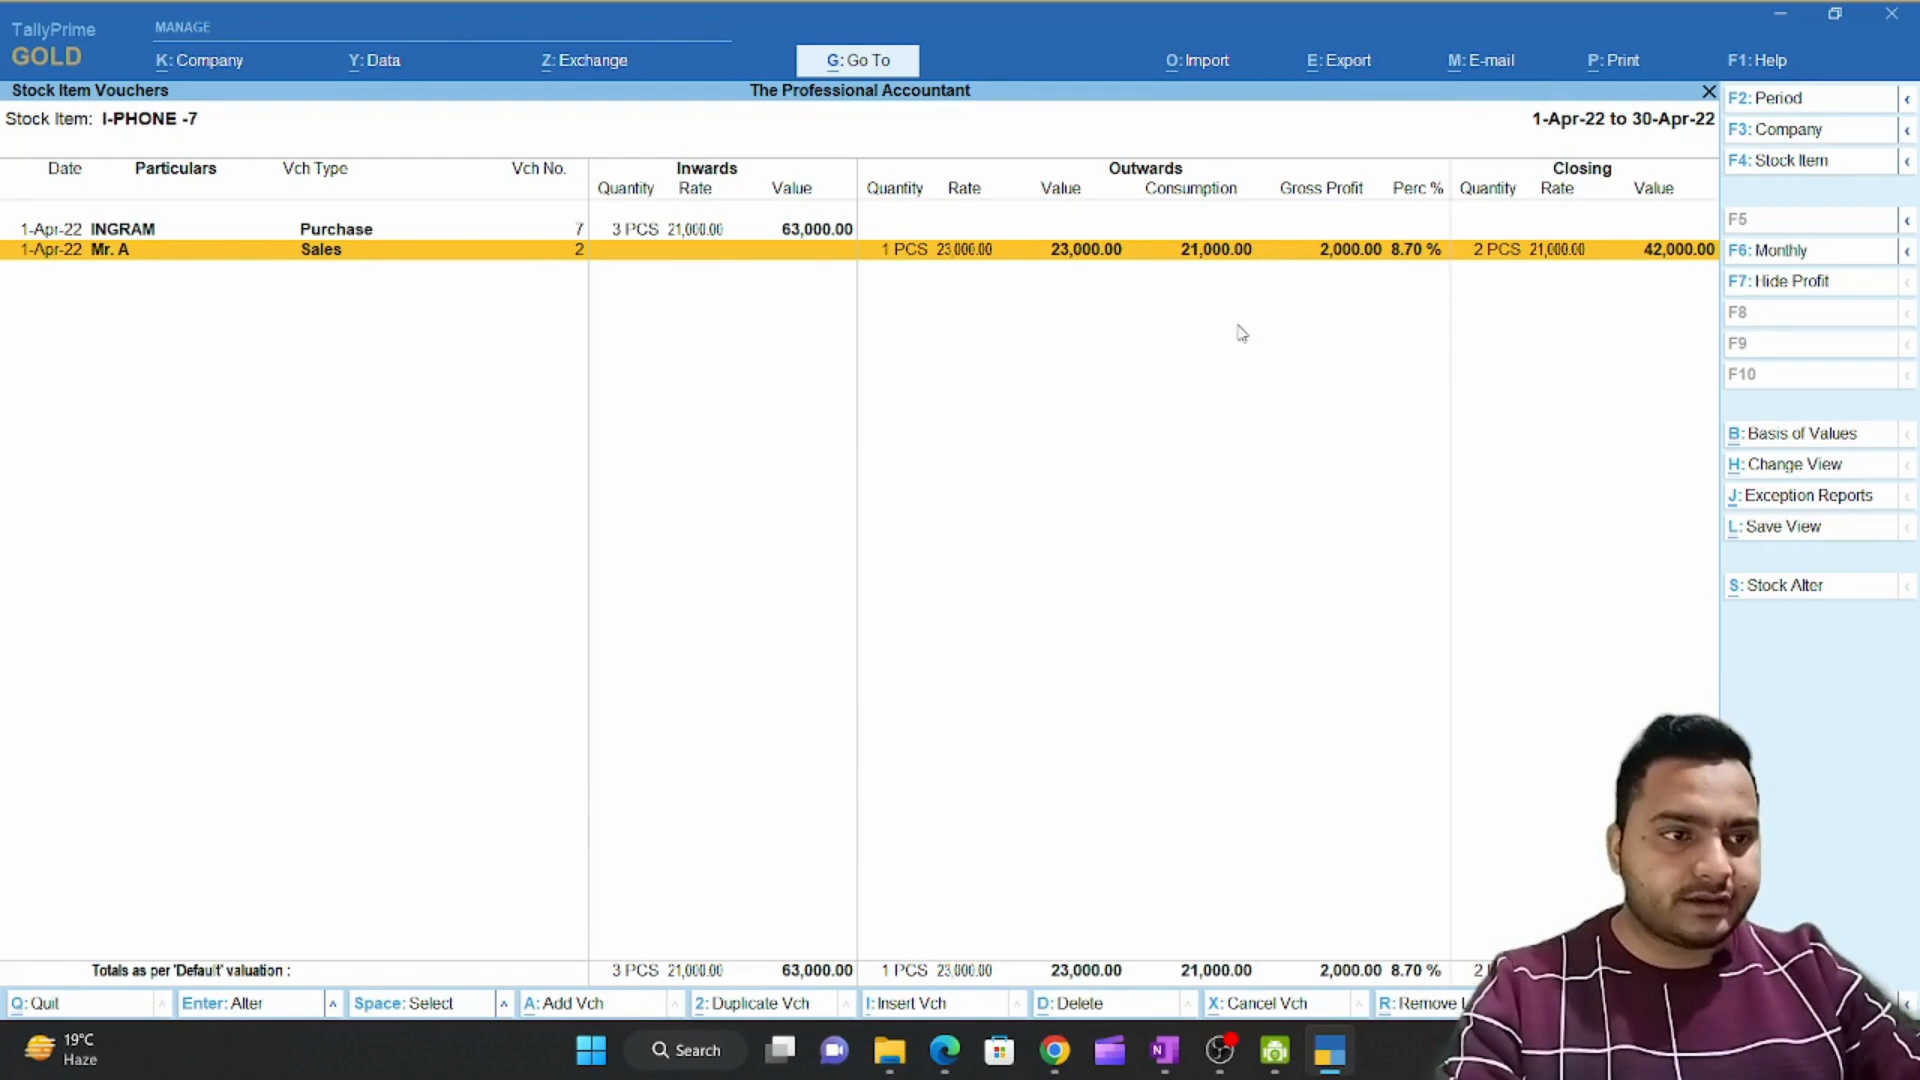 TallyPrime
GOLD
MANAGE
K: Company
Y: Data
Z: Exchange
G: Go To
O: Import
E: Export
M: E-mail
P: Print
F1: Help
Stock Item Vouchers
The Professional Accountant
Stock Item: I-PHONE -7
1-Apr-22 to 30-Apr-22
Date Particulars Vch Type Vch No. Inwards Outwards Closing
Quantity Rate Value Quantity Rate Value Consumption Gross Profit Perc % Quantity Rate Value
1-Apr-22 INGRAM Purchase 7 3 PCS 21,000.00 63,000.00
1-Apr-22 Mr. A Sales 2 1 PCS 23,000.00 23,000.00 21,000.00 2,000.00 8.70 % 2 PCS 21,000.00 42,000.00
Totals as per 'Default' valuation : 3 PCS 21,000.00 63,000.00 1 PCS 23,000.00 23,000.00 21,000.00 2,000.00 8.70 % 2
F2: Period
F3: Company
F4: Stock Item
F5
F6: Monthly
F7: Hide Profit
F8
F9
F10
B: Basis of Values
H: Change View
J: Exception Reports
L: Save View
S: Stock Alter
Q: Quit
Enter: Alter
Space: Select
A: Add Vch
2: Duplicate Vch
I: Insert Vch
D: Delete
X: Cancel Vch
R: Remove
19°C
Haze
Search